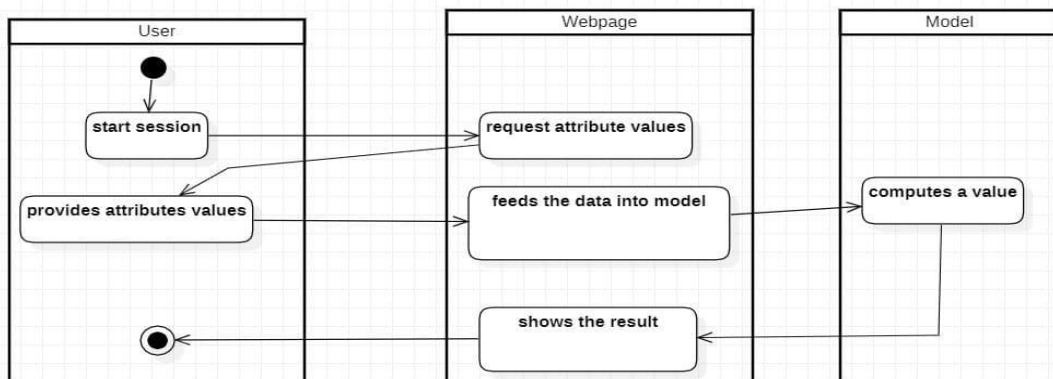 User
Webpage
Model
start session
request attribute values
provides attributes values
feeds the data into model
computes a value
shows the result